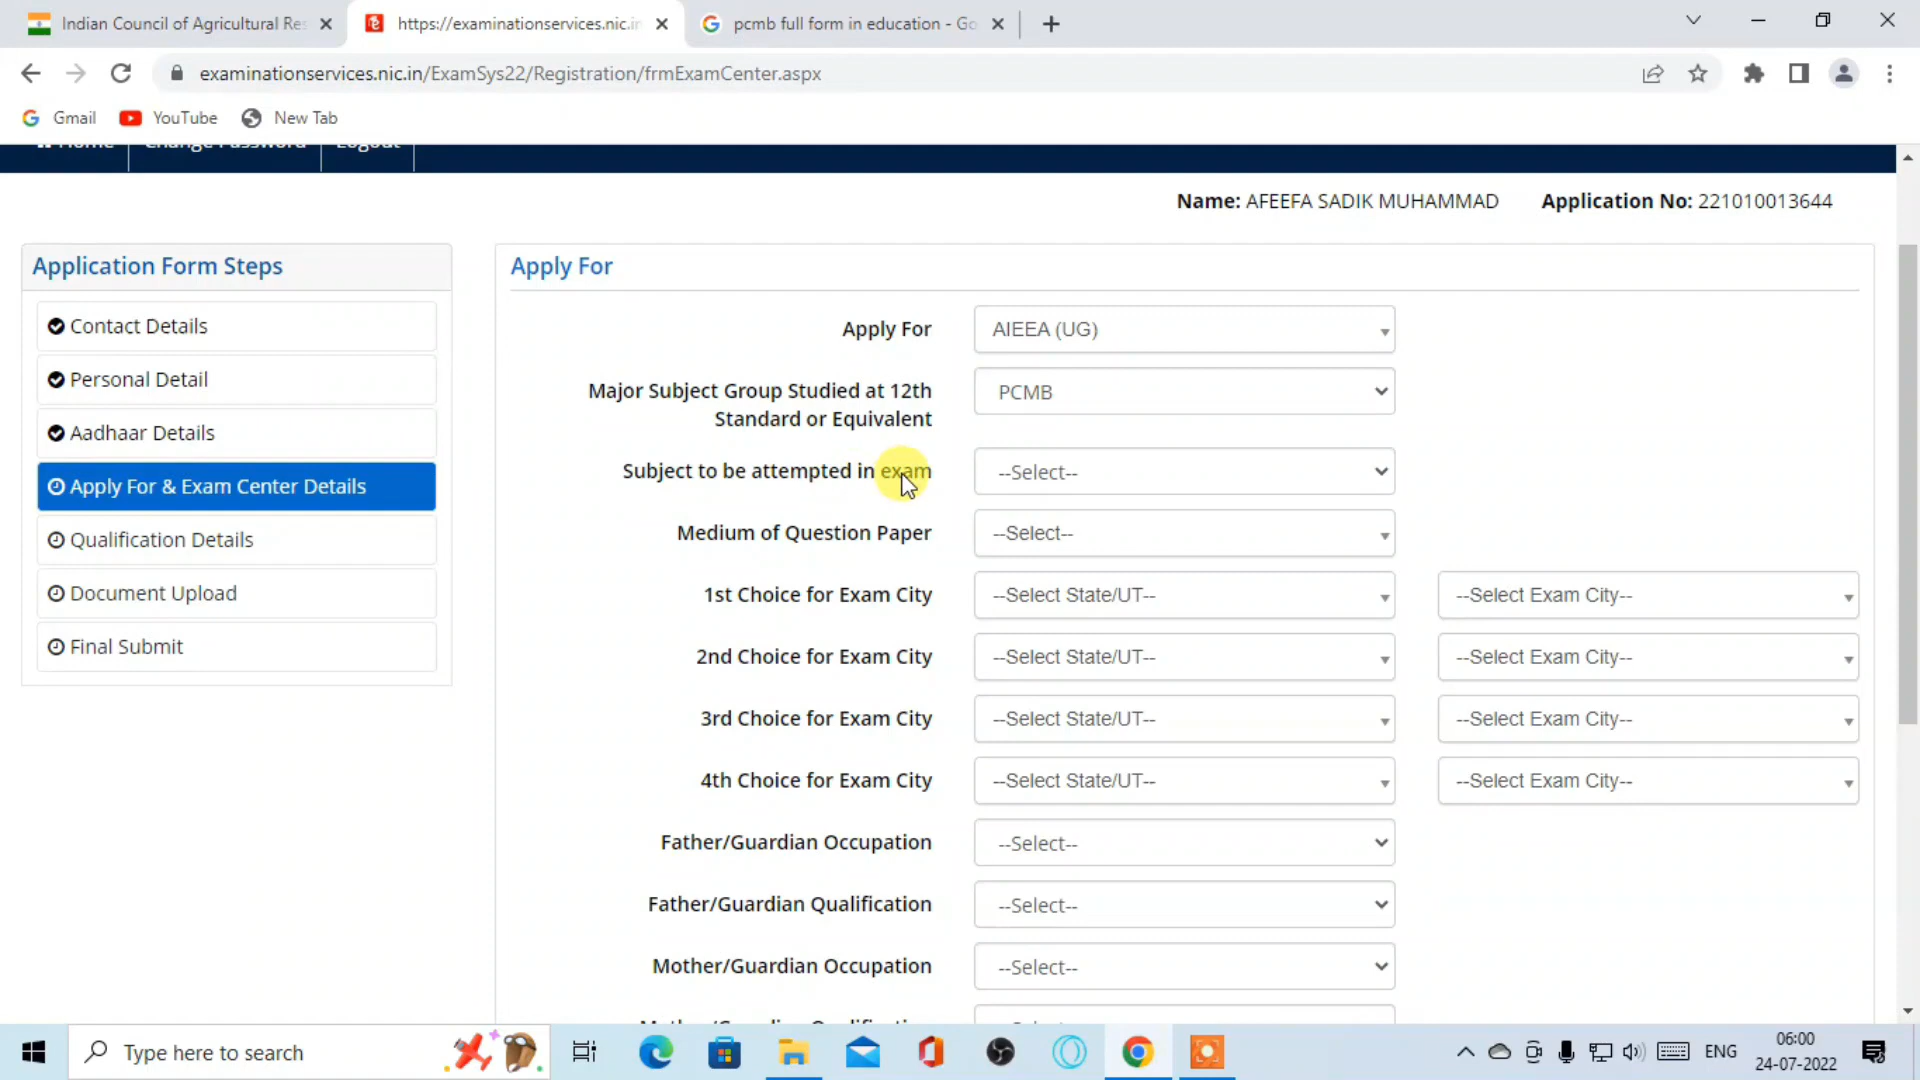 Indian Council of Agricultural Res
https://examinationservices.nic.in
pcmb full form in education - Go
examinationservices.nic.in/ExamSys22/Registration/frmExamCenter.aspx
Gmail
YouTube
New Tab
Home
Change Password
Logout
Name: AFEEFA SADIK MUHAMMAD
Application No: 221010013644
Application Form Steps
Contact Details
Personal Detail
Aadhaar Details
Apply For & Exam Center Details
Qualification Details
Document Upload
Final Submit
Apply For
Apply For
AIEEA (UG)
Major Subject Group Studied at 12th
Standard or Equivalent
PCMB
Subject to be attempted in exam
--Select--
Medium of Question Paper
--Select--
1st Choice for Exam City
--Select State/UT--
--Select Exam City--
2nd Choice for Exam City
--Select State/UT--
--Select Exam City--
3rd Choice for Exam City
--Select State/UT--
--Select Exam City--
4th Choice for Exam City
--Select State/UT--
--Select Exam City--
Father/Guardian Occupation
--Select--
Father/Guardian Qualification
--Select--
Mother/Guardian Occupation
--Select--
Type here to search
ENG
06:00
24-07-2022